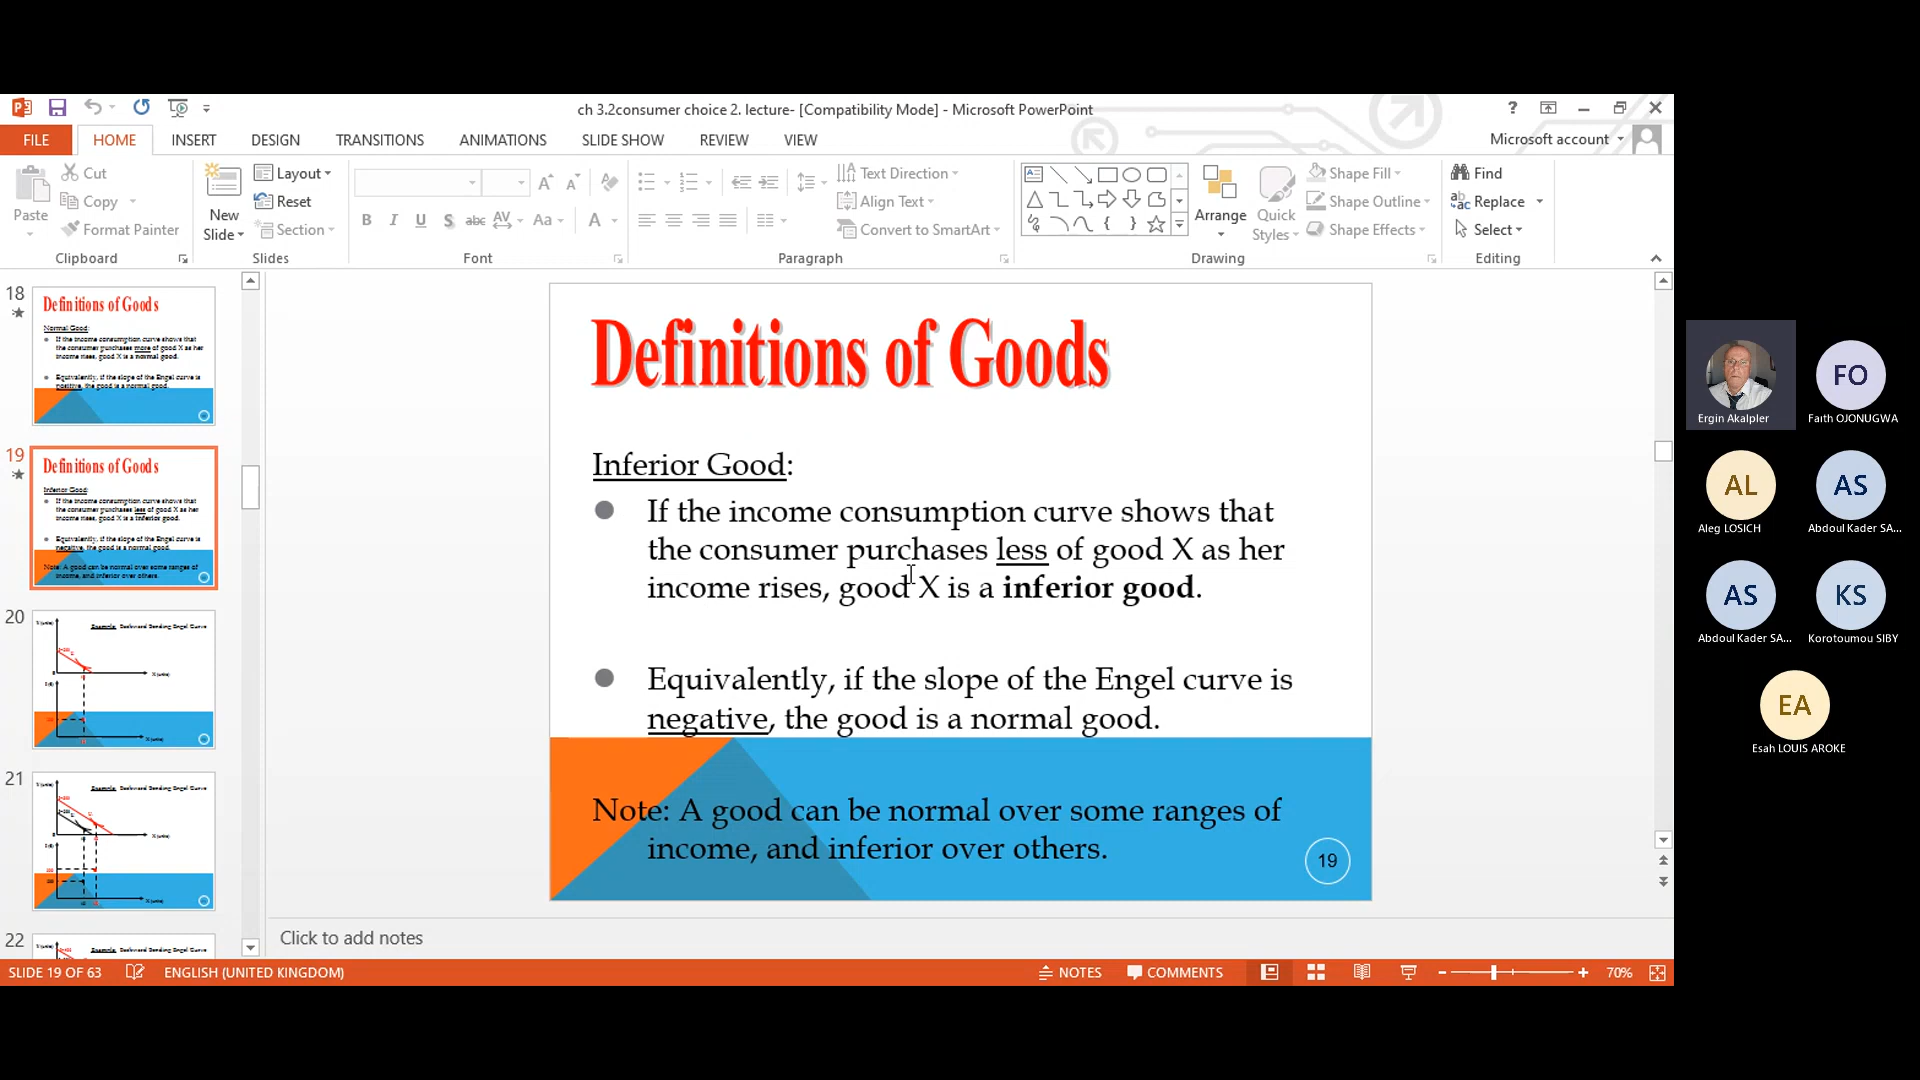 ch 3.2consumer choice 2. lecture- [Compatibility Mode] - Microsoft PowerPoint
?
FILE
HOME
INSERT
DESIGN
TRANSITIONS
ANIMATIONS
SLIDE SHOW
REVIEW
VIEW
Microsoft account
Paste
Cut
Copy
Format Painter
Clipboard
New
Slide
Layout
Reset
Section
Slides
B I U S abc AV Aa A
Font
Text Direction
Align Text
Convert to SmartArt
Paragraph
Arrange
Quick
Styles
Shape Fill
Shape Outline
Shape Effects
Drawing
Find
Replace
Select
Editing
18
Definitions of Goods
Normal Good:
If the income consumption curve shows that
the consumer purchases more of good X as her
income rises, good X is a normal good.
Equivalently, if the slope of the Engel curve is
positive, the good is a normal good.
19
Definitions of Goods
Inferior Good:
If the income consumption curve shows that
the consumer purchases less of good X as her
income rises, good X is a inferior good.
Equivalently, if the slope of the Engel curve is
negative, the good is a normal good.
Note: A good can be normal over some ranges of
income, and inferior over others.
20
Example: Backward Bending Engel Curve
Y (units)
X (units)
I ($)
X (units)
21
Example: Backward Bending Engel Curve
Y (units)
X (units)
I ($)
X (units)
22
Example: Backward Bending Engel Curve
Definitions of Goods
Inferior Good:
If the income consumption curve shows that
the consumer purchases less of good X as her
income rises, good X is a inferior good.
Equivalently, if the slope of the Engel curve is
negative, the good is a normal good.
Note: A good can be normal over some ranges of
income, and inferior over others.
19
Click to add notes
SLIDE 19 OF 63
ENGLISH (UNITED KINGDOM)
NOTES
COMMENTS
70%
Ergin Akalpler
FO
Faith OJONUGWA
AL
Aleg LOSICH
AS
Abdoul Kader SA...
AS
Abdoul Kader SA...
KS
Korotoumou SIBY
EA
Esah LOUIS AROKE